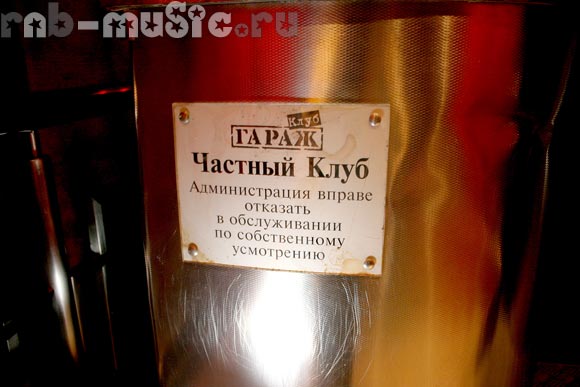 rnb-music.ru
Клуб
ГАРАЖ
Частный Клуб
Администрация вправе
отказать
в обслуживании
по собственному
усмотрению